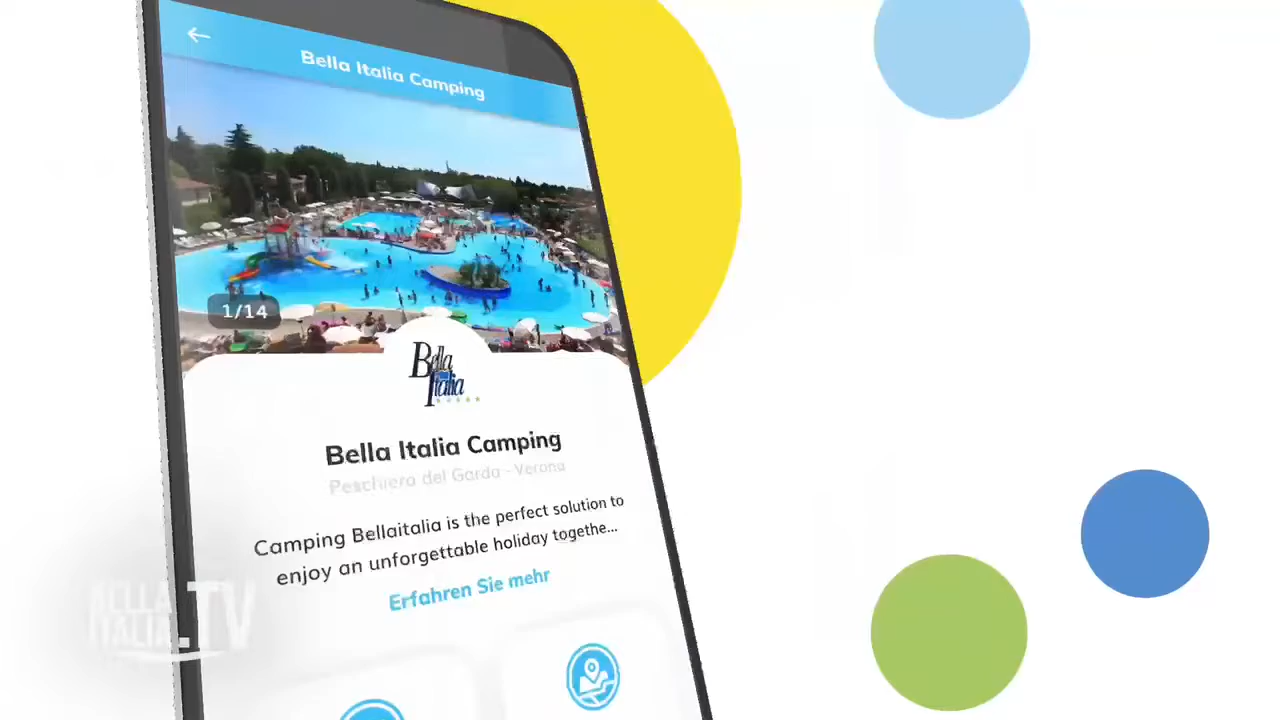 Bella Italia Camping
1/14
Bella
Italia
Bella Italia Camping
Peschiera del Garda - Verona
Camping Bellaitalia is the perfect solution to
enjoy an unforgettable holiday togethe...
Erfahren Sie mehr
BELLA
ITALIA.TV